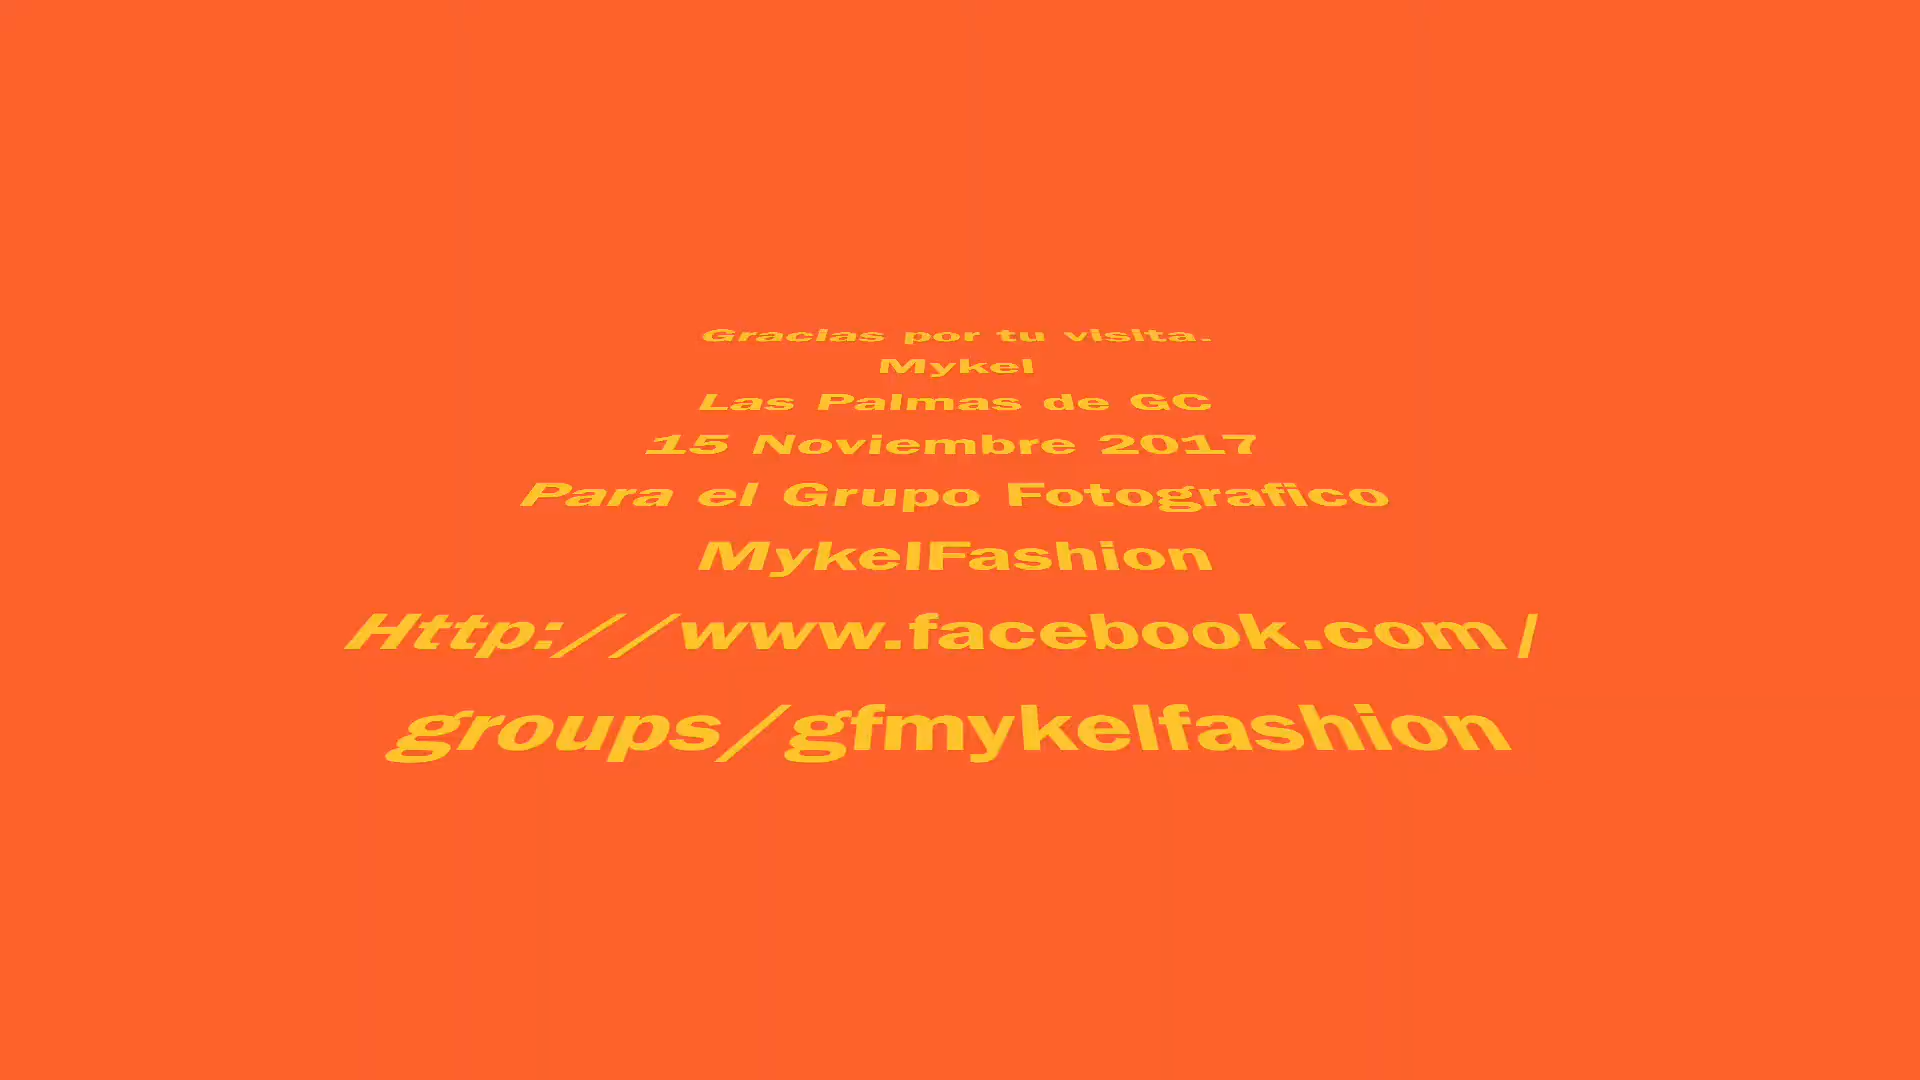 Gracias por tu visita.
Mykel
Las Palmas de GC
15 Noviembre 2017
Para el Grupo Fotografico
MykelFashion
Http://www.facebook.com/
groups/gfmykelfashion